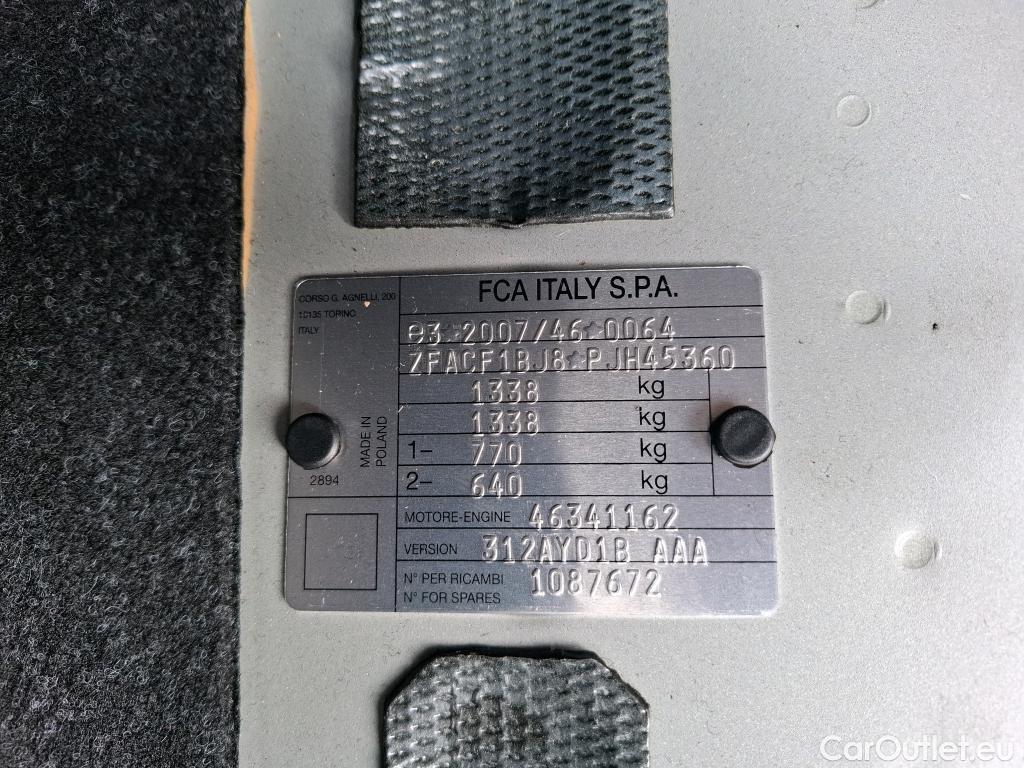 FCA ITALY S.P.A.
CORSO G. AGNELLI, 200
10135 TORINO
ITALY
e3*2007/46*0064
ZFACF1BJ8*PJH45360
1338 kg
1338 kg
1- 770 kg
2- 640 kg
MADE IN
POLAND
2894
MOTORE-ENGINE 46341162
VERSION 312AYD1B AAA
N° PER RICAMBI
N° FOR SPARES
1087672
CarOutlet.eu